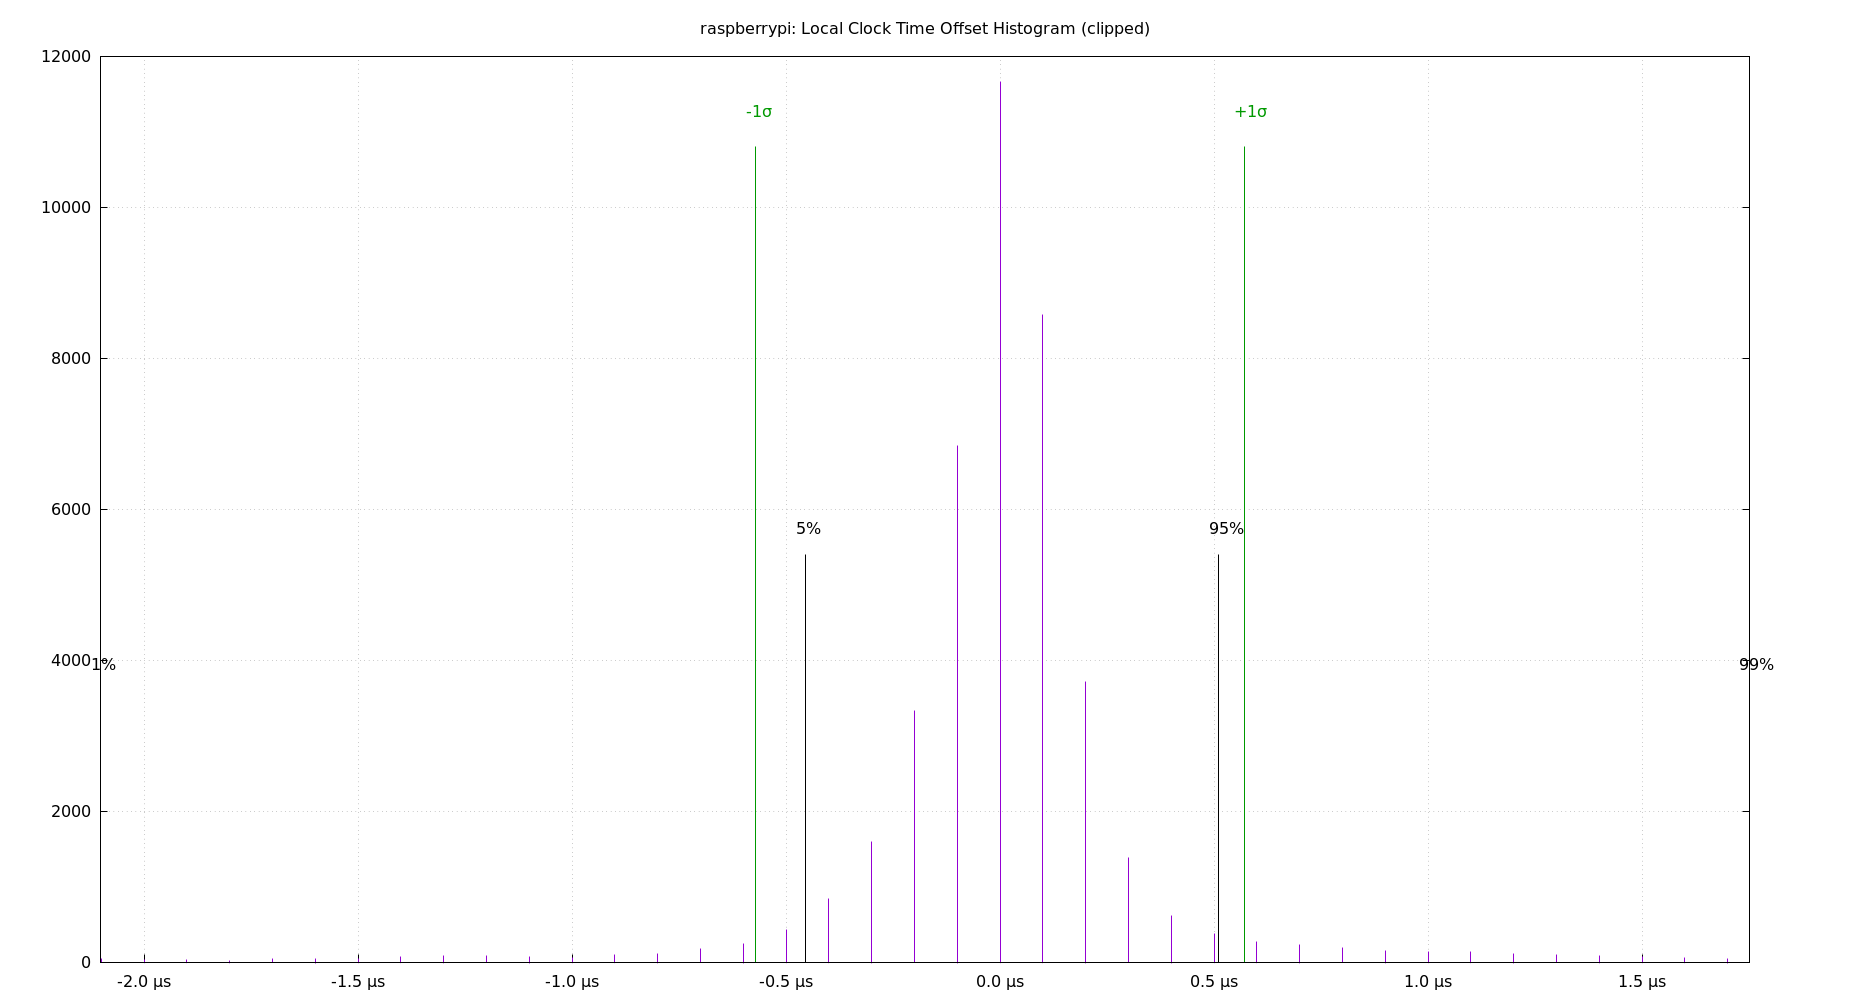 raspberrypi: Local Clock Time Offset Histogram (clipped)
12000
-1σ
+1σ
10000
8000
6000
5%
95%
4000
1%
99%
2000
0
-2.0 µs
-1.5 µs
-1.0 µs
-0.5 µs
0.0 µs
0.5 µs
1.0 µs
1.5 µs